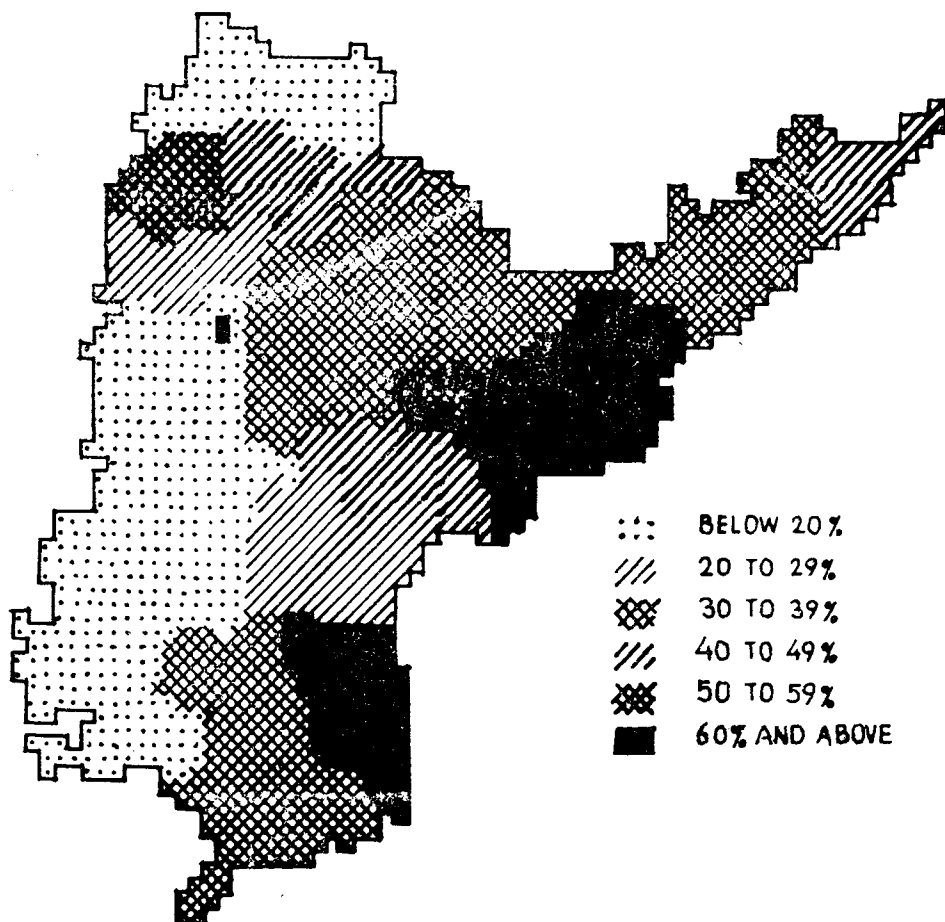 BELOW 20%
20 TO 29%
30 TO 39%
40 TO 49%
50 TO 59%
60% AND ABOVE